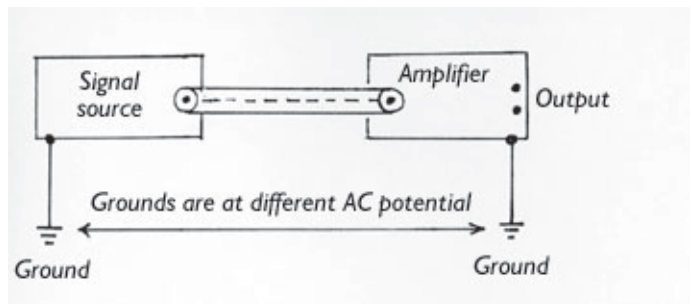 Signal
source
Amplifier
Output
Grounds are at different AC potential
Ground
Ground